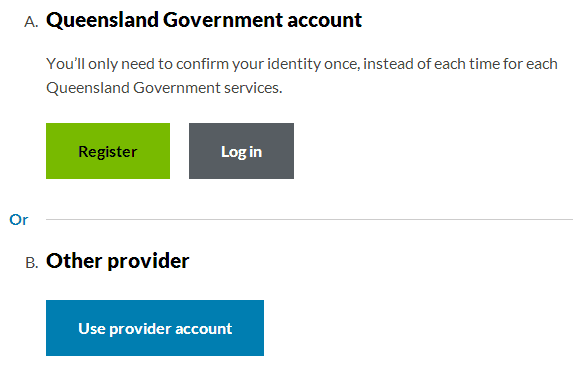 A. Queensland Government account
You’ll only need to confirm your identity once, instead of each time for each
Queensland Government services.
Register Log in
Or
B. Other provider
Use provider account